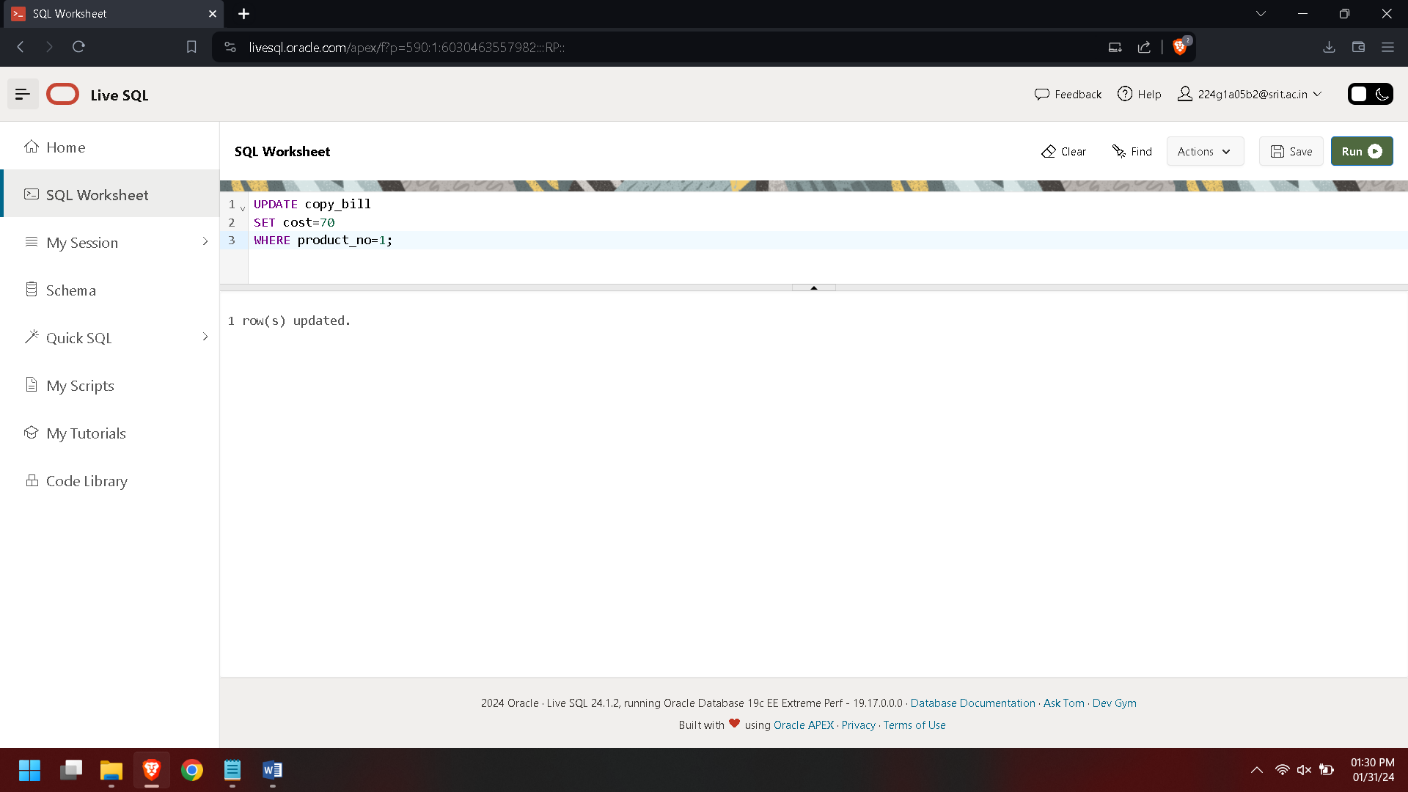 SQL Worksheet
livesql.oracle.com/apex/f?p=590:1:6030463557982:::RP::
2
Live SQL
Feedback
Help
224g1a05b2@srit.ac.in
Home
SQL Worksheet
My Session
Schema
Quick SQL
My Scripts
My Tutorials
Code Library
SQL Worksheet
Clear
Find
Actions
Save
Run
1 UPDATE copy_bill
2 SET cost=70
3 WHERE product_no=1;
1 row(s) updated.
2024 Oracle · Live SQL 24.1.2, running Oracle Database 19c EE Extreme Perf - 19.17.0.0.0 · Database Documentation · Ask Tom · Dev Gym
Built with ❤ using Oracle APEX · Privacy · Terms of Use
01:30 PM
01/31/24